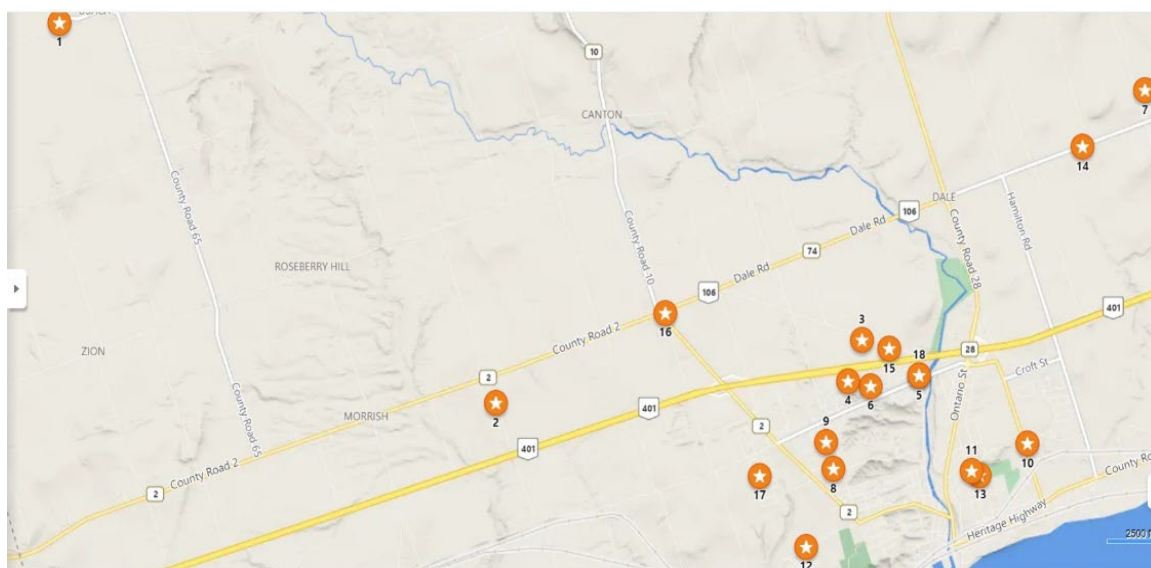 1
10
CANTON
7
14
County Road 65
106
DALE
Dale Rd
74
County Road 28
Hamilton Rd
County Road 10
ROSEBERRY HILL
Dale Rd
106
401
16
3
ZION
County Road 2
15
18
28
2
4
6
5
Croft St
MORRISH
2
401
2
9
Ontario St
County Road 65
401
11
10
County Road 2
8
13
County Ro
17
2
2
Heritage Highway
12
2500